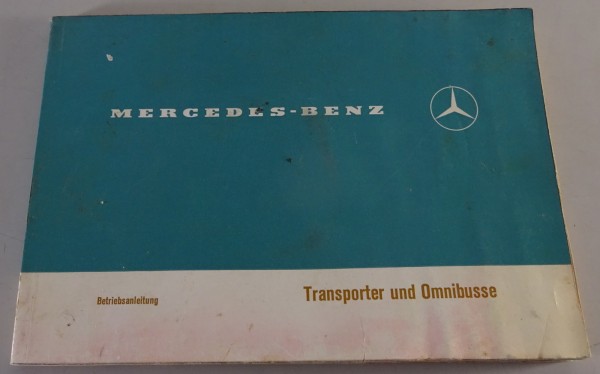 MERCEDES-BENZ
Betriebsanleitung
Transporter und Omnibusse